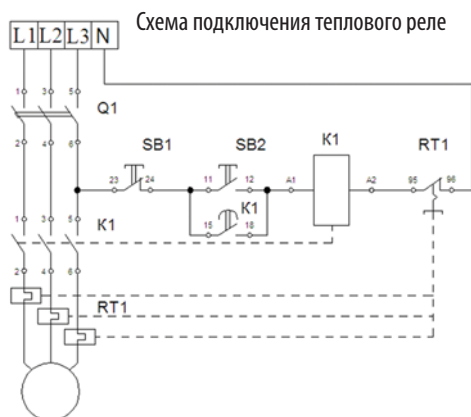 Схема подключения теплового реле
L1 L2 L3 N
1 3 5
Q1
2 4 6
SB1 SB2 K1 RT1
23 24 11 12 A1 A2 95 96
K1
15 18
1 3 5
K1
2 4 6
RT1